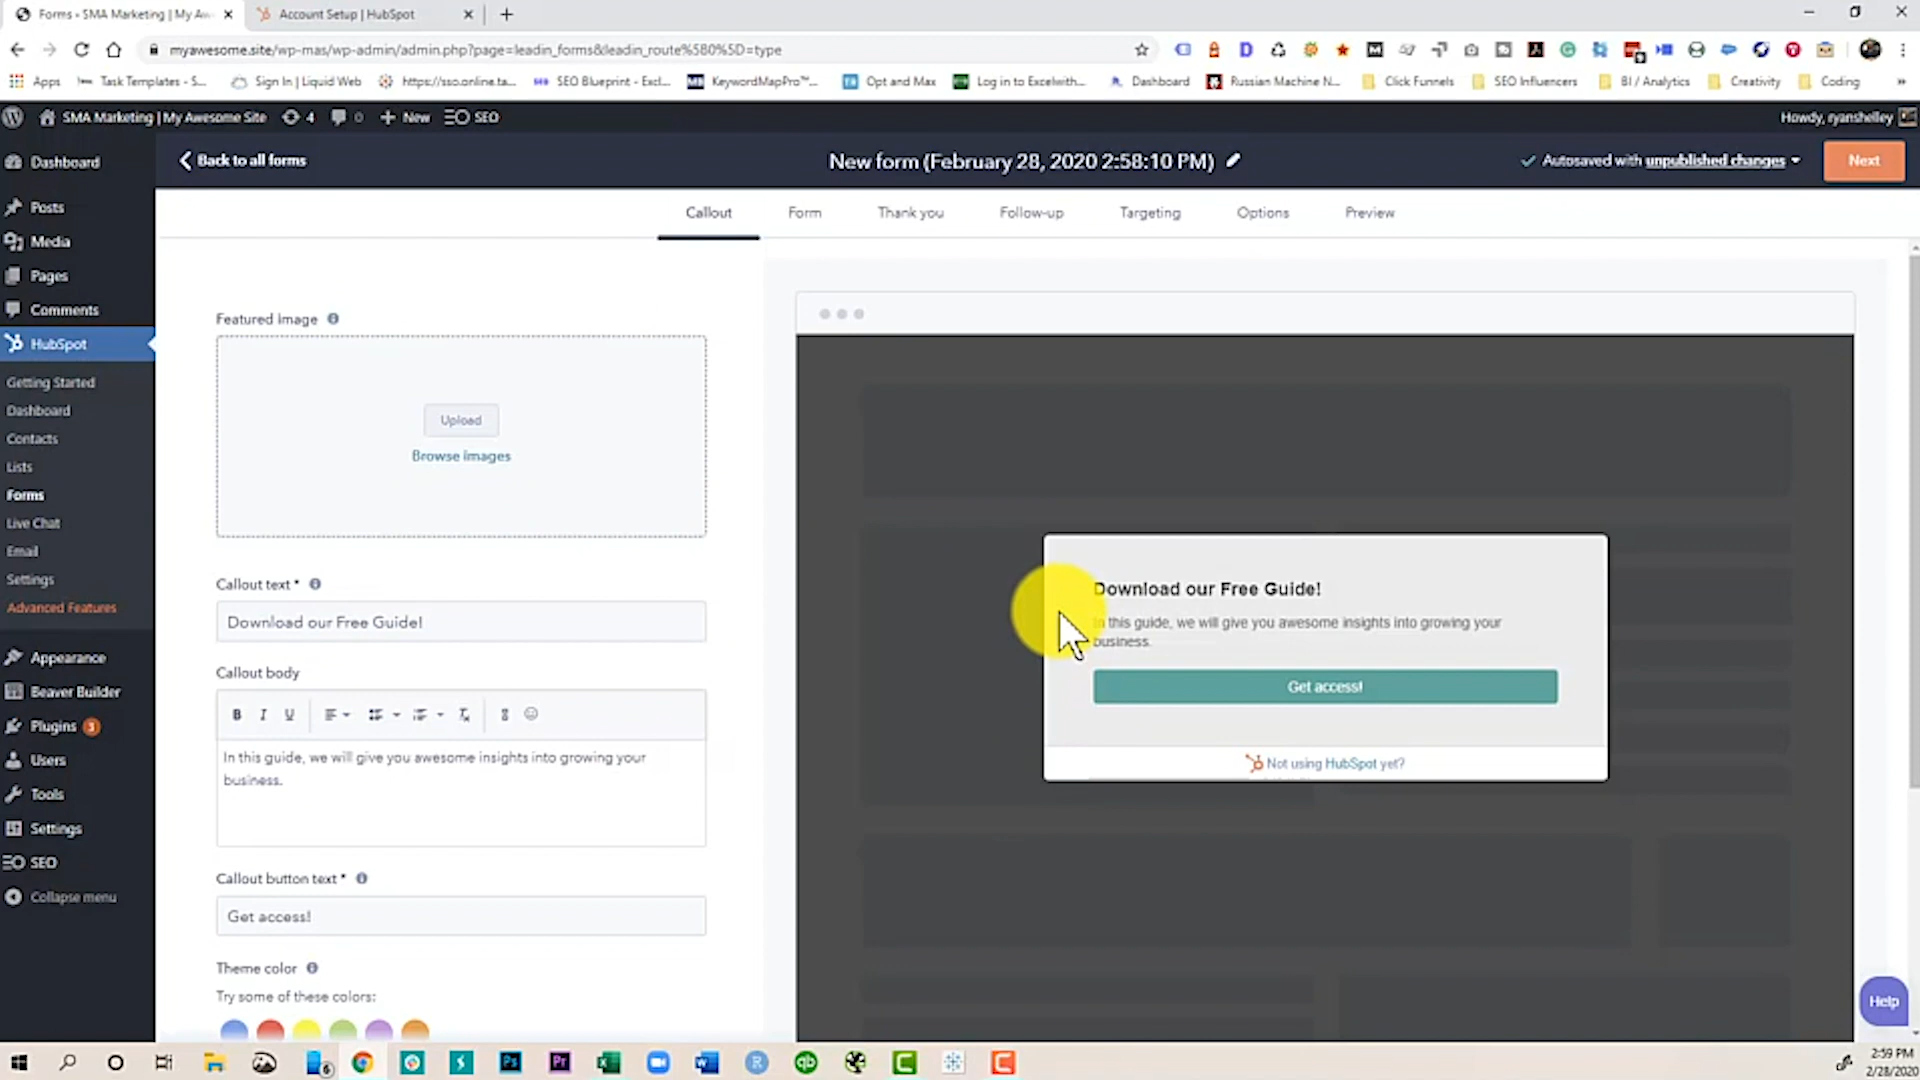 Forms ‹ SMA Marketing | My Aw
Account Setup | HubSpot
myawesome.site/wp-mas/wp-admin/admin.php?page=leadin_forms&leadin_route%5B0%5D=type
Apps
Task Templates - S...
Sign In | Liquid Web
https://sso.online.ta...
SEO Blueprint - Excl...
KeywordMapPro™...
Opt and Max
Log in to Excelwith...
Dashboard
Russian Machine N...
Click Funnels
SEO Influencers
BI / Analytics
Creativity
Coding
»
SMA Marketing | My Awesome Site
4
0
New
SEO
Howdy, ryanshelley
Back to all forms
New form (February 28, 2020 2:58:10 PM)
Autosaved with unpublished changes
Next
Callout
Form
Thank you
Follow-up
Targeting
Options
Preview
Dashboard
Posts
Media
Pages
Comments
HubSpot
Getting Started
Dashboard
Contacts
Lists
Forms
Live Chat
Email
Settings
Advanced Features
Appearance
Beaver Builder
Plugins 3
Users
Tools
Settings
SEO
Collapse menu
Featured image
Upload
Browse images
Callout text *
Download our Free Guide!
Callout body
B I U
In this guide, we will give you awesome insights into growing your
business.
Callout button text *
Get access!
Theme color
Try some of these colors:
Download our Free Guide!
In this guide, we will give you awesome insights into growing your
business.
Get access!
Not using HubSpot yet?
Help
2:59 PM
2/28/2020